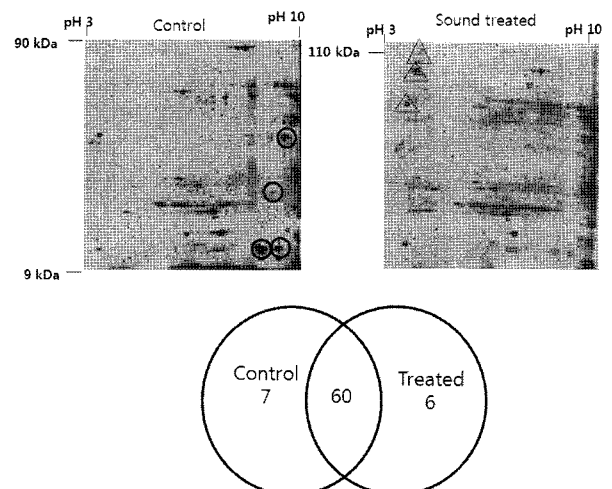 pH 3
Control
pH 10
90 kDa
9 kDa
pH 3
Sound treated
pH 10
110 kDa
Control
7
60
Treated
6